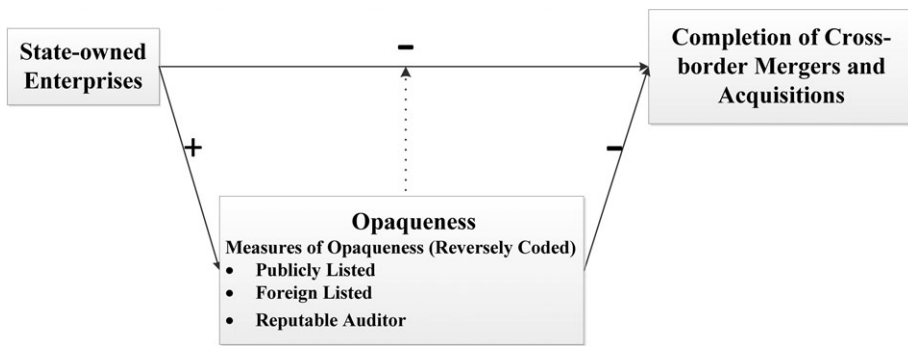 State-owned
Enterprises
−
Completion of Cross-
border Mergers and
Acquisitions
+
−
Opaqueness
Measures of Opaqueness (Reversely Coded)
• Publicly Listed
• Foreign Listed
• Reputable Auditor